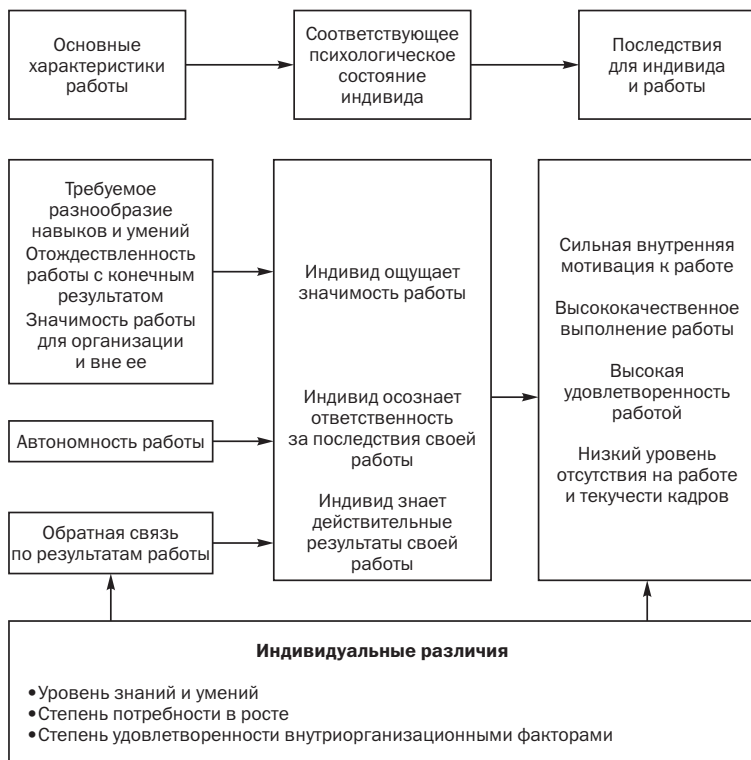 Основные
характеристики
работы
Соответствующее
психологическое
состояние
индивида
Последствия
для индивида
и работы
Требуемое
разнообразие
навыков и умений
Отождествленность
работы с конечным
результатом
Значимость работы
для организации
и вне ее
Автономность работы
Обратная связь
по результатам работы
Индивид ощущает
значимость работы
Индивид осознает
ответственность
за последствия своей
работы
Индивид знает
действительные
результаты своей
работы
Сильная внутренняя
мотивация к работе
Высококачественное
выполнение работы
Высокая
удовлетворенность
работой
Низкий уровень
отсутствия на работе
и текучести кадров
Индивидуальные различия
•Уровень знаний и умений
•Степень потребности в росте
•Степень удовлетворенности внутриорганизационными факторами